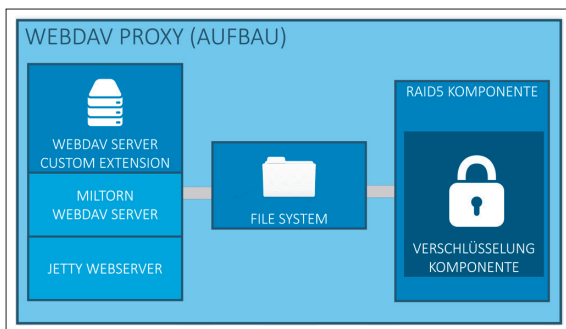 WEBDAV PROXY (AUFBAU)
WEBDAV SERVER
CUSTOM EXTENSION
MILTORN
WEBDAV SERVER
JETTY WEBSERVER
FILE SYSTEM
RAID5 KOMPONENTE
VERSCHLÜSSELUNG
KOMPONENTE